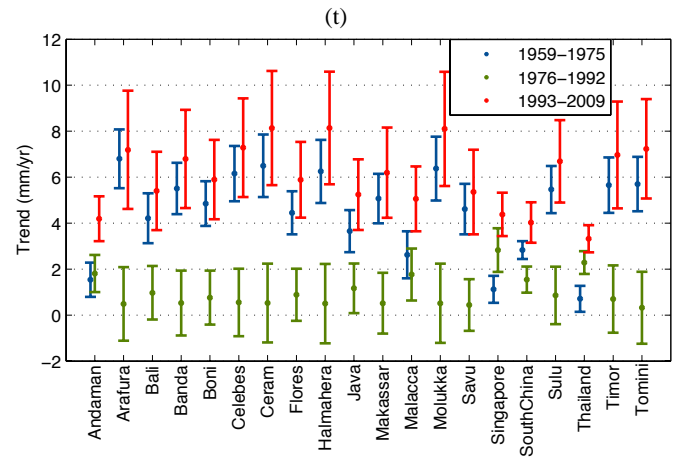 (t)
12
10
8
6
4
2
0
−2
Trend (mm/yr)
1959−1975
1976−1992
1993−2009
Andaman
Arafura
Bali
Banda
Boni
Celebes
Ceram
Flores
Halmahera
Java
Makassar
Malacca
Molukka
Savu
Singapore
SouthChina
Sulu
Thailand
Timor
Tomini